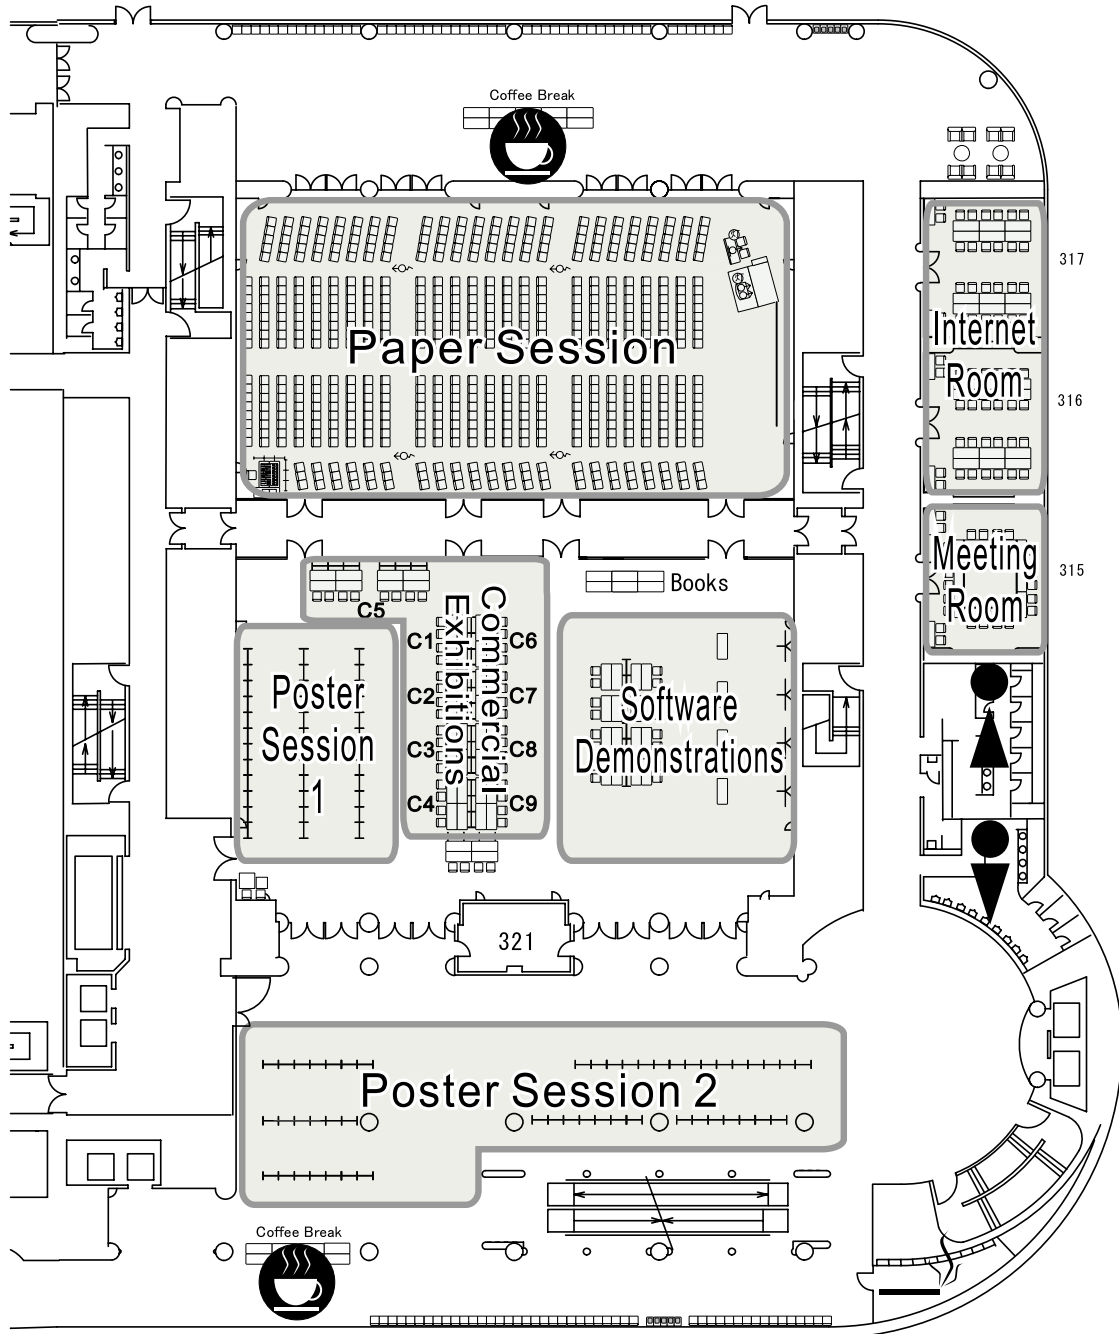 Coffee Break
Paper Session
317
Internet
Room
316
Meeting
Room
315
Books
C5
Commercial
Exhibitions
C1
C6
C2
C7
C3
C8
C4
C9
Poster
Session
1
Software
Demonstrations
321
Poster Session 2
Coffee Break